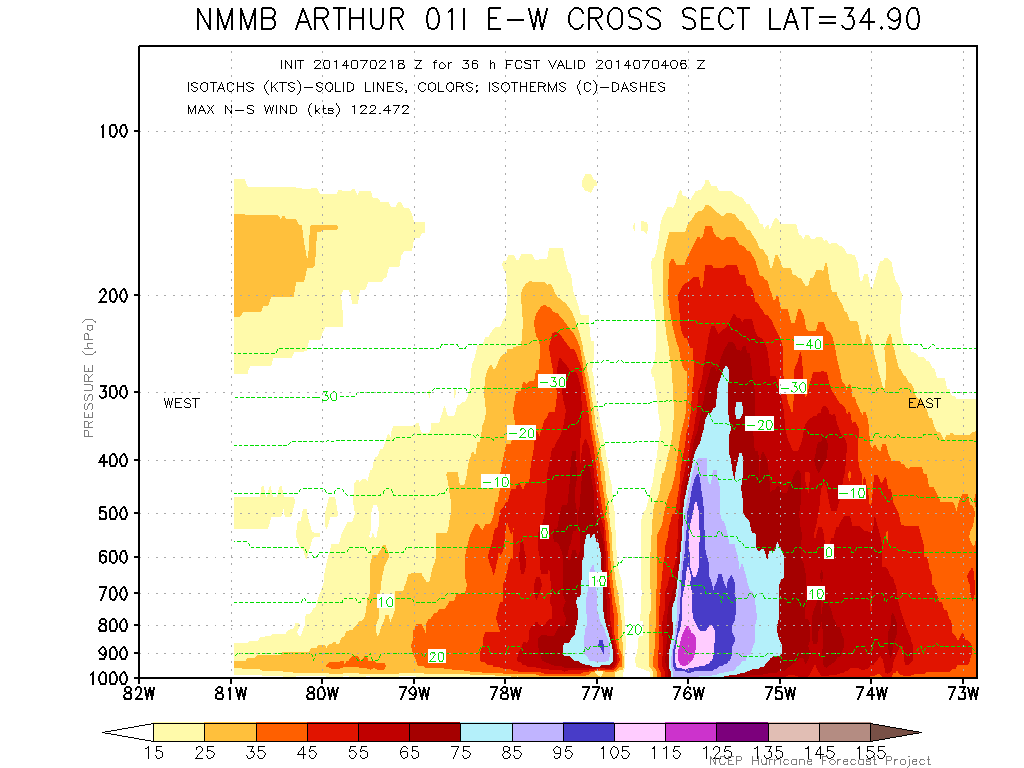 NMMB ARTHUR 01l E-W CROSS SECT LAT=34.90
INIT 2014070218 Z for 36 h FCST VALID 2014070406 Z
ISOTACHS (KTS)-SOLID LINES, COLORS; ISOTHERMS (C)-DASHES
MAX N-S WIND (kts) 122.472
100
200
300
400
500
600
700
800
900
1000
PRESSURE (hPa)
WEST
EAST
-40
-30
30
-30
-20
-20
-10
-10
0
0
10
10
10
20
20
82W 81W 80W 79W 78W 77W 76W 75W 74W 73W
15 25 35 45 55 65 75 85 95 105 115 125 135 145 155
NCEP Hurricane Forecast Project